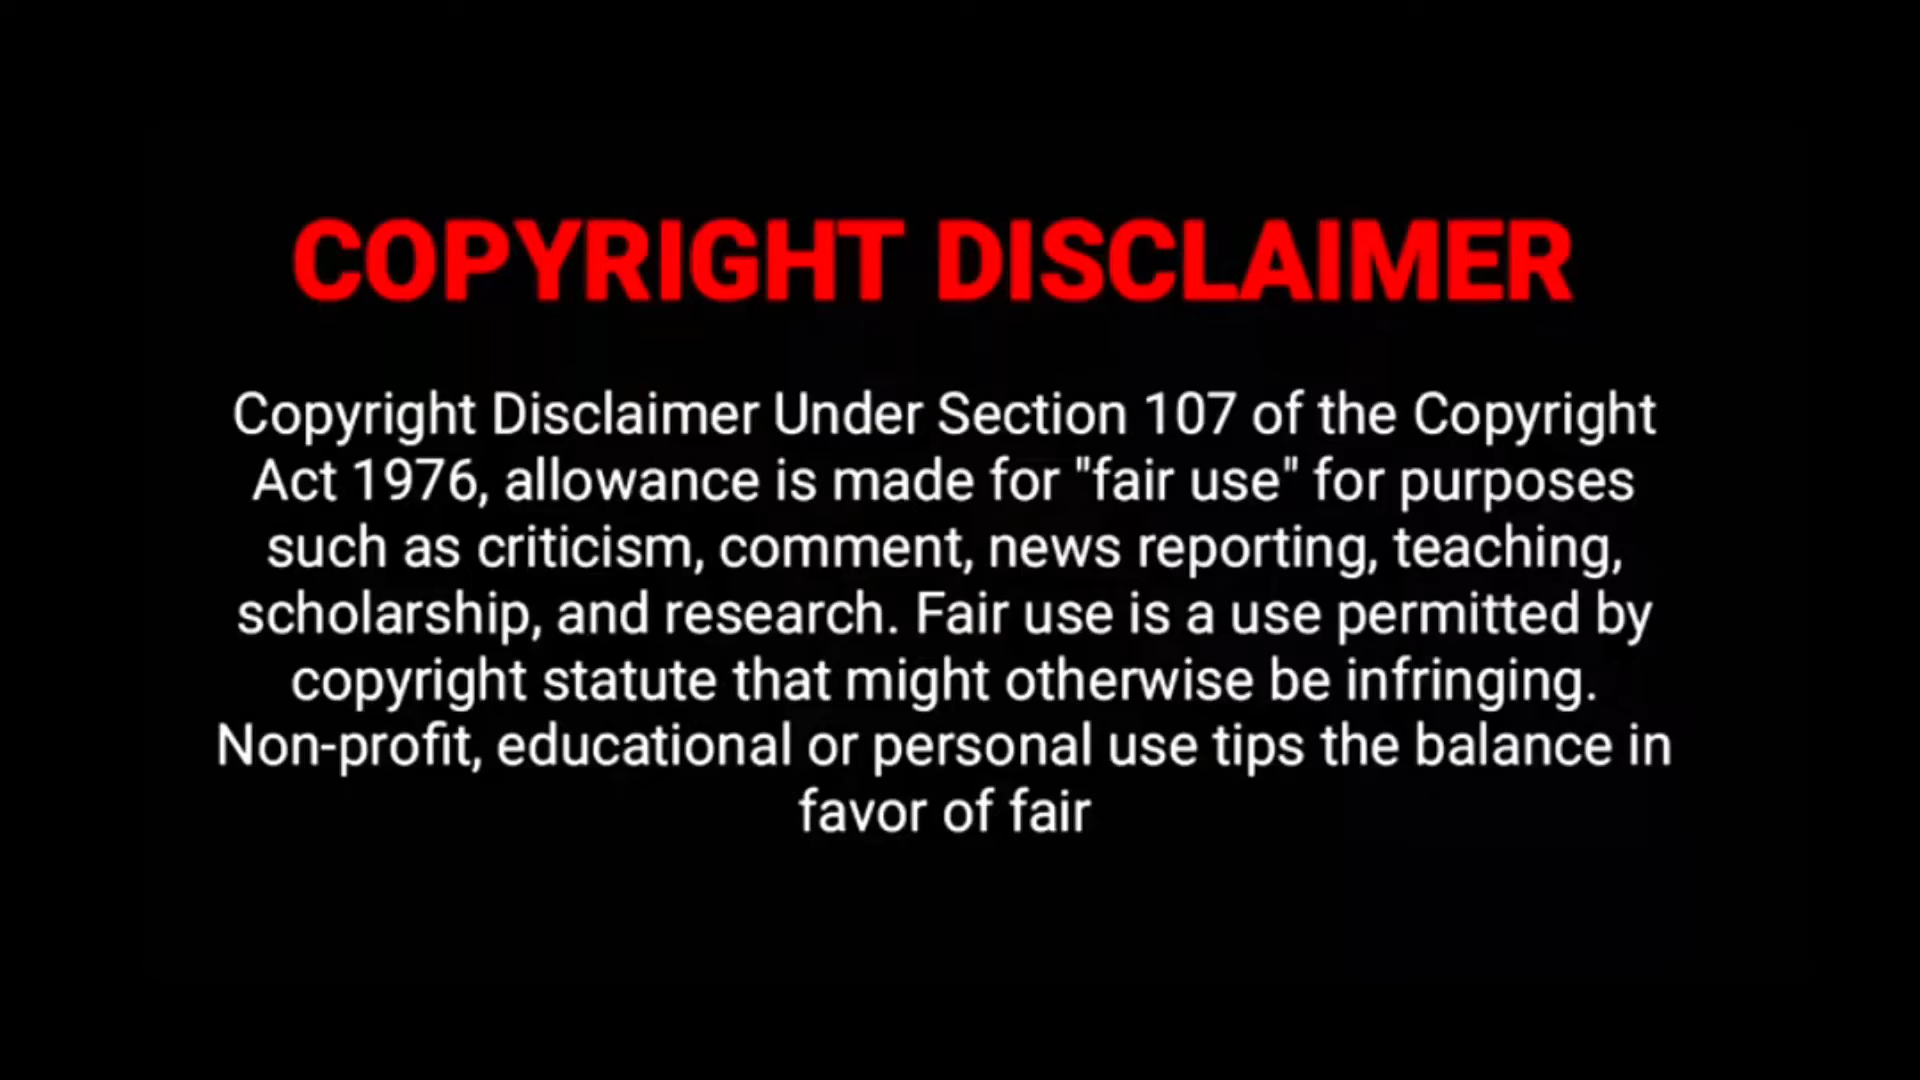 COPYRIGHT DISCLAIMER
Copyright Disclaimer Under Section 107 of the Copyright
Act 1976, allowance is made for "fair use" for purposes
such as criticism, comment, news reporting, teaching,
scholarship, and research. Fair use is a use permitted by
copyright statute that might otherwise be infringing.
Non-profit, educational or personal use tips the balance in
favor of fair